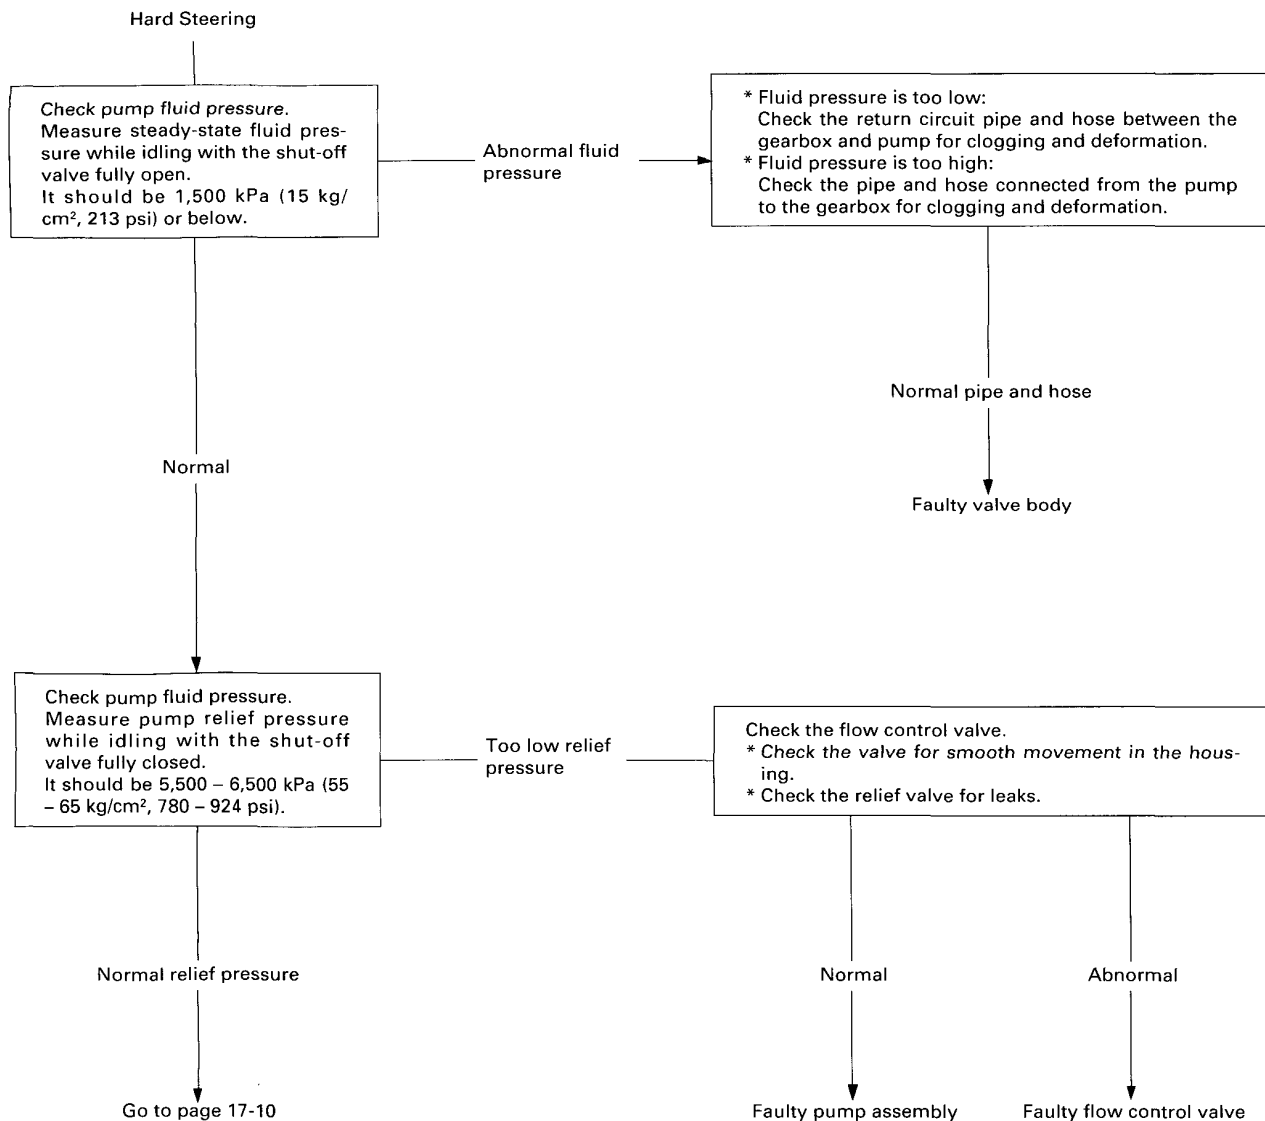 Hard Steering
Check pump fluid pressure.
Measure steady-state fluid pres-
sure while idling with the shut-off
valve fully open.
It should be 1,500 kPa (15 kg/
cm², 213 psi) or below.
Abnormal fluid
pressure
* Fluid pressure is too low:
Check the return circuit pipe and hose between the
gearbox and pump for clogging and deformation.
* Fluid pressure is too high:
Check the pipe and hose connected from the pump
to the gearbox for clogging and deformation.
Normal pipe and hose
Normal
Faulty valve body
Check pump fluid pressure.
Measure pump relief pressure
while idling with the shut-off
valve fully closed.
It should be 5,500 – 6,500 kPa (55
– 65 kg/cm², 780 – 924 psi).
Too low relief
pressure
Check the flow control valve.
* Check the valve for smooth movement in the hous-
ing.
* Check the relief valve for leaks.
Normal relief pressure
Normal
Abnormal
Go to page 17-10
Faulty pump assembly
Faulty flow control valve